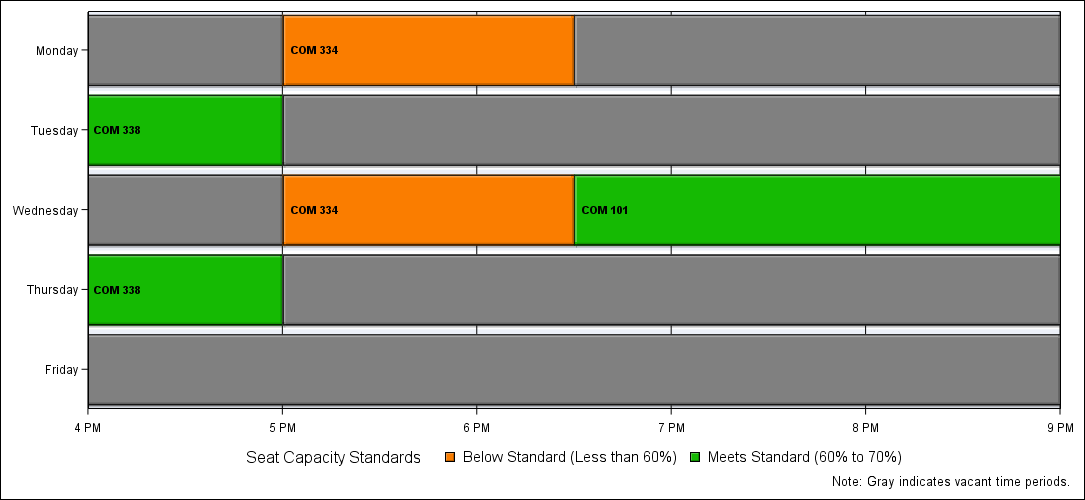 Monday
COM 334
Tuesday
COM 338
Wednesday
COM 334 COM 101
Thursday
COM 338
Friday
4 PM 5 PM 6 PM 7 PM 8 PM 9 PM
Seat Capacity Standards Below Standard (Less than 60%) Meets Standard (60% to 70%)
Note: Gray indicates vacant time periods.